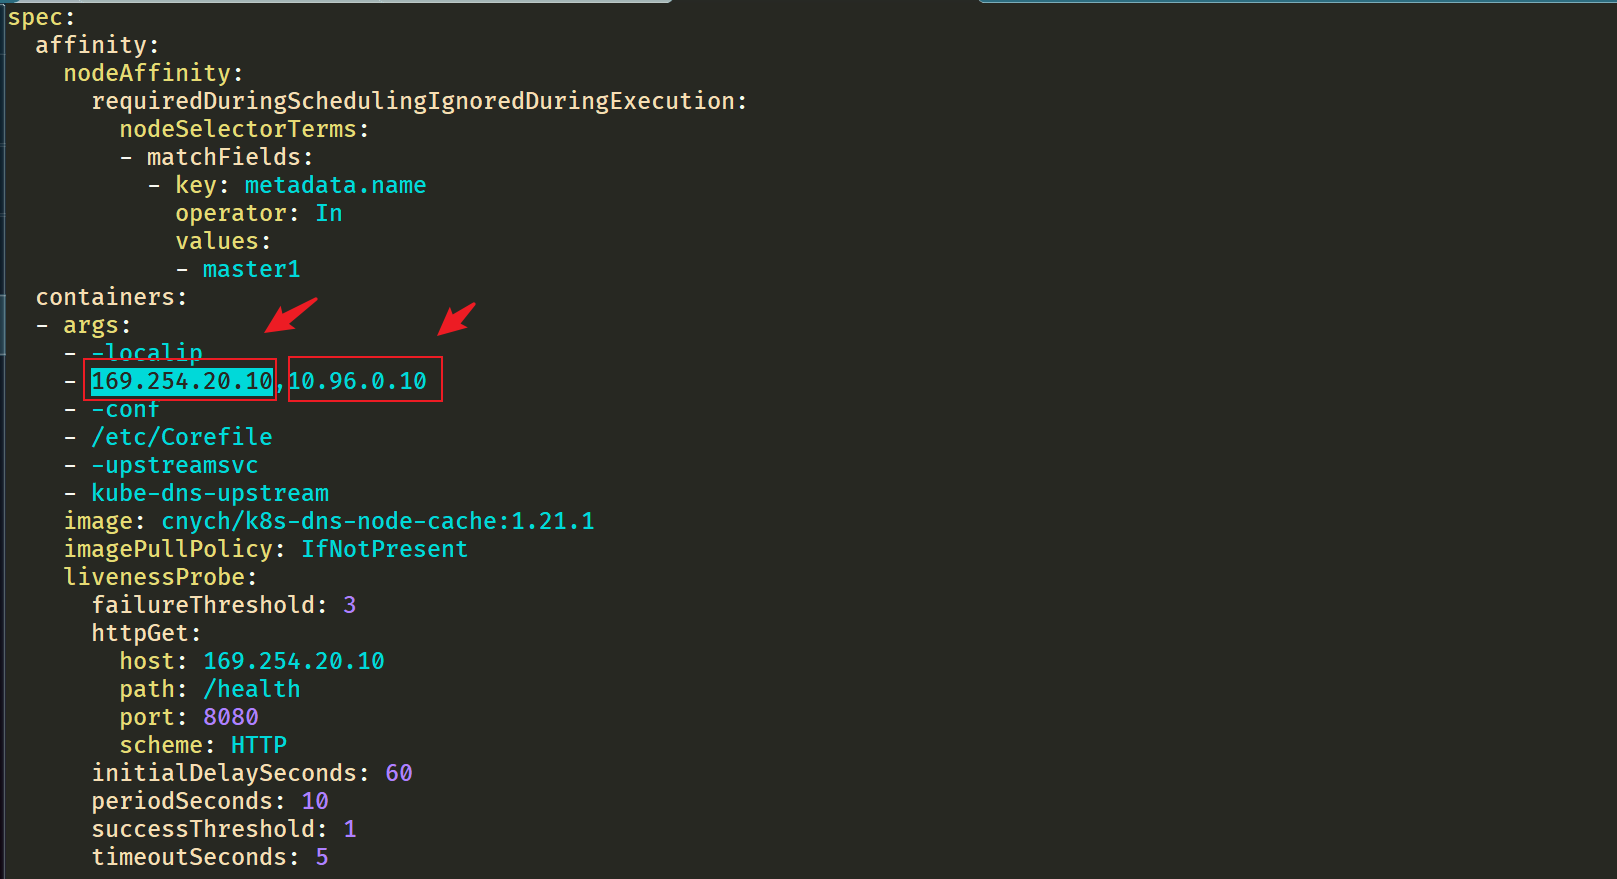 spec:
  affinity:
    nodeAffinity:
      requiredDuringSchedulingIgnoredDuringExecution:
        nodeSelectorTerms:
        - matchFields:
          - key: metadata.name
            operator: In
            values:
            - master1
  containers:
  - args:
    - -localip
    - 169.254.20.10,10.96.0.10
    - -conf
    - /etc/Corefile
    - -upstreamsvc
    - kube-dns-upstream
    image: cnych/k8s-dns-node-cache:1.21.1
    imagePullPolicy: IfNotPresent
    livenessProbe:
      failureThreshold: 3
      httpGet:
        host: 169.254.20.10
        path: /health
        port: 8080
        scheme: HTTP
      initialDelaySeconds: 60
      periodSeconds: 10
      successThreshold: 1
      timeoutSeconds: 5